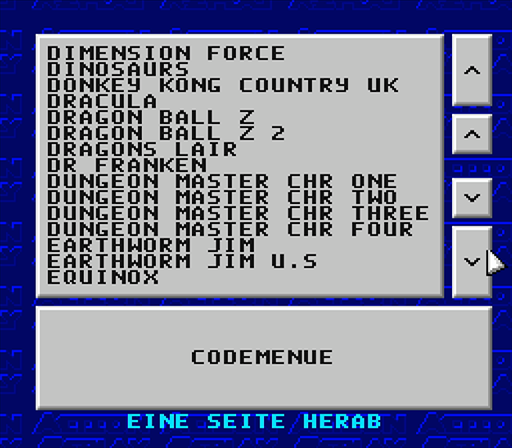 DIMENSION FORCE
DINOSAURS
DONKEY KONG COUNTRY UK
DRACULA
DRAGON BALL Z
DRAGON BALL Z 2
DRAGONS LAIR
DR FRANKEN
DUNGEON MASTER CHR ONE
DUNGEON MASTER CHR TWO
DUNGEON MASTER CHR THREE
DUNGEON MASTER CHR FOUR
EARTHWORM JIM
EARTHWORM JIM U.S
EQUINOX
CODEMENUE
EINE SEITE HERAB